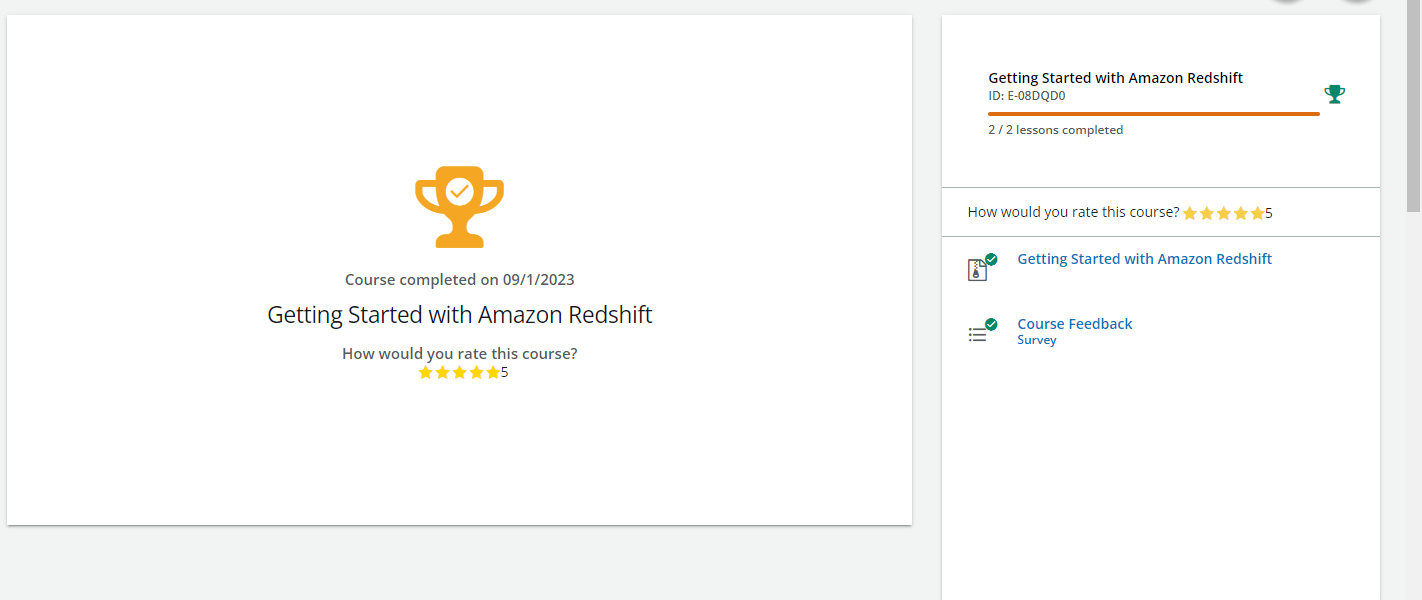 Course completed on 09/1/2023
Getting Started with Amazon Redshift
How would you rate this course?
5
Getting Started with Amazon Redshift
ID: E-08DQD0
2 / 2 lessons completed
How would you rate this course? 5
Getting Started with Amazon Redshift
Course Feedback
Survey